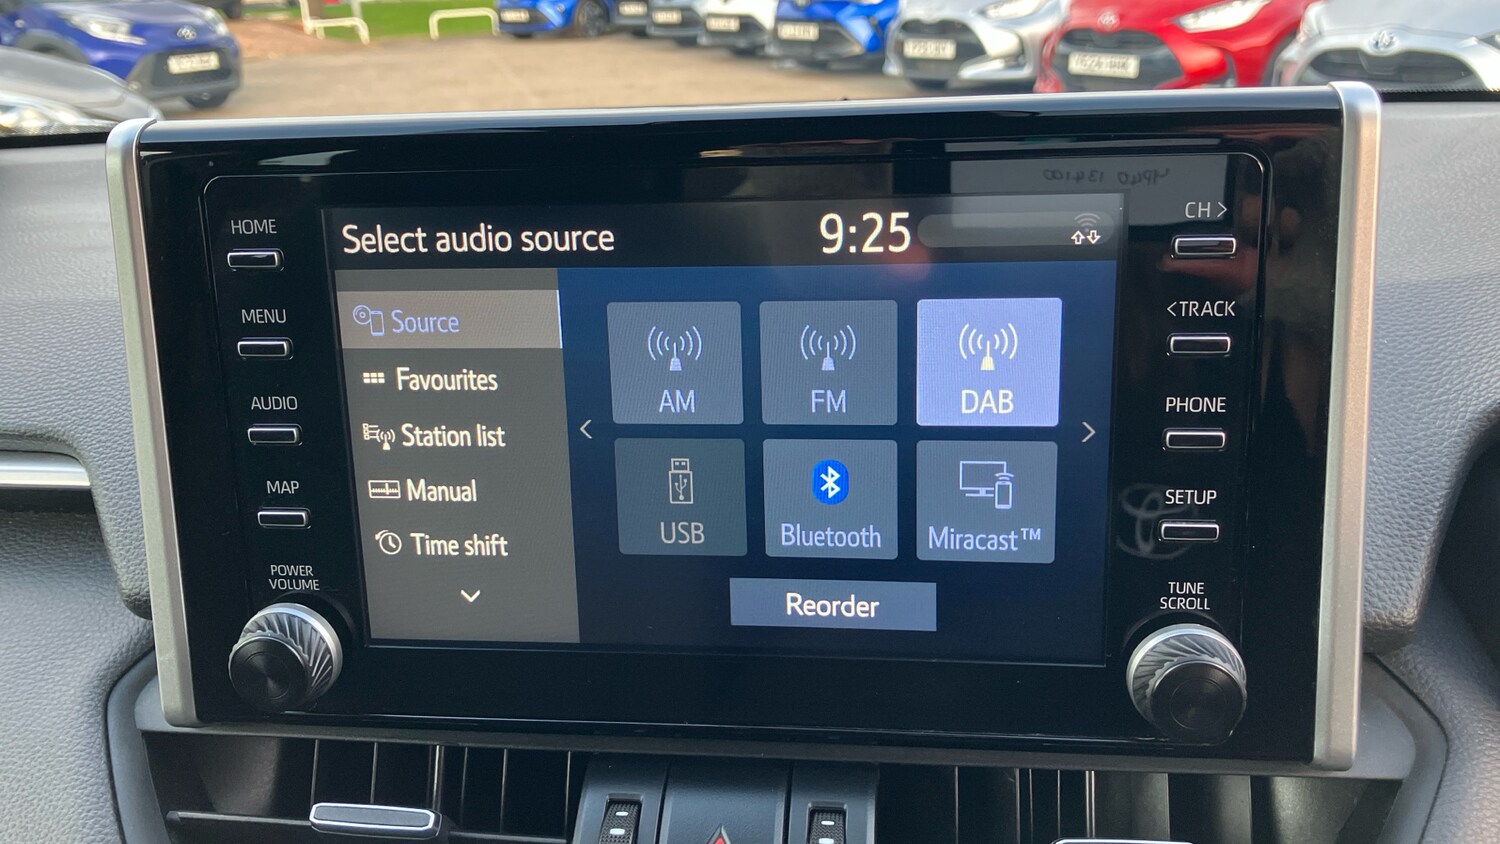 HOME
MENU
AUDIO
MAP
POWER
VOLUME
Select audio source
9:25
Source
Favourites
Station list
Manual
Time shift
AM
FM
DAB
USB
Bluetooth
Miracast™
Reorder
CH >
< TRACK
PHONE
SETUP
TUNE
SCROLL